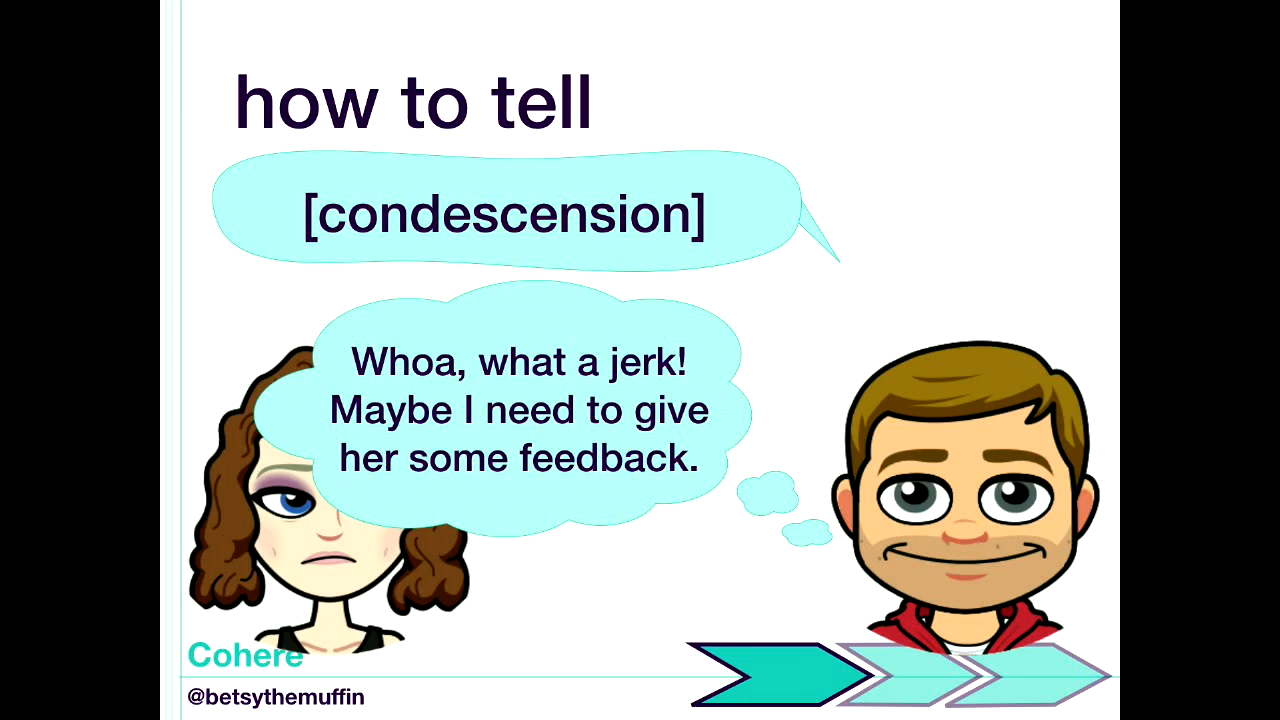 how to tell
[condescension]
Whoa, what a jerk!
Maybe I need to give
her some feedback.
Cohere
@betsythemuffin